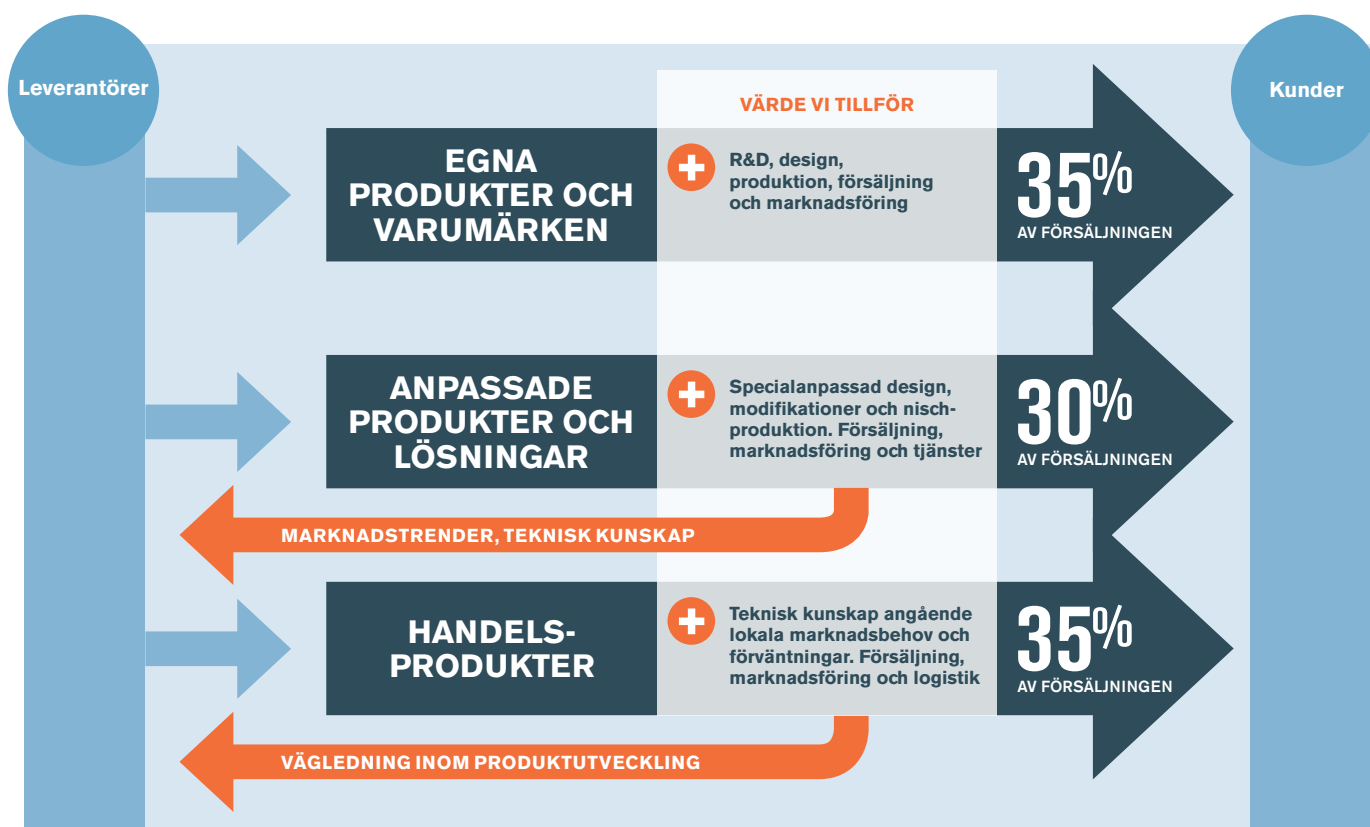 Leverantörer
Kunder
VÄRDE VI TILLFÖR
EGNA
PRODUKTER OCH
VARUMÄRKEN
R&D, design,
produktion, försäljning
och marknadsföring
35%
AV FÖRSÄLJNINGEN
ANPASSADE
PRODUKTER OCH
LÖSNINGAR
Specialanpassad design,
modifikationer och nisch-
produktion. Försäljning,
marknadsföring och tjänster
30%
AV FÖRSÄLJNINGEN
MARKNADSTRENDER, TEKNISK KUNSKAP
HANDELS-
PRODUKTER
Teknisk kunskap angående
lokala marknadsbehov och
förväntningar. Försäljning,
marknadsföring och logistik
35%
AV FÖRSÄLJNINGEN
VÄGLEDNING INOM PRODUKTUTVECKLING